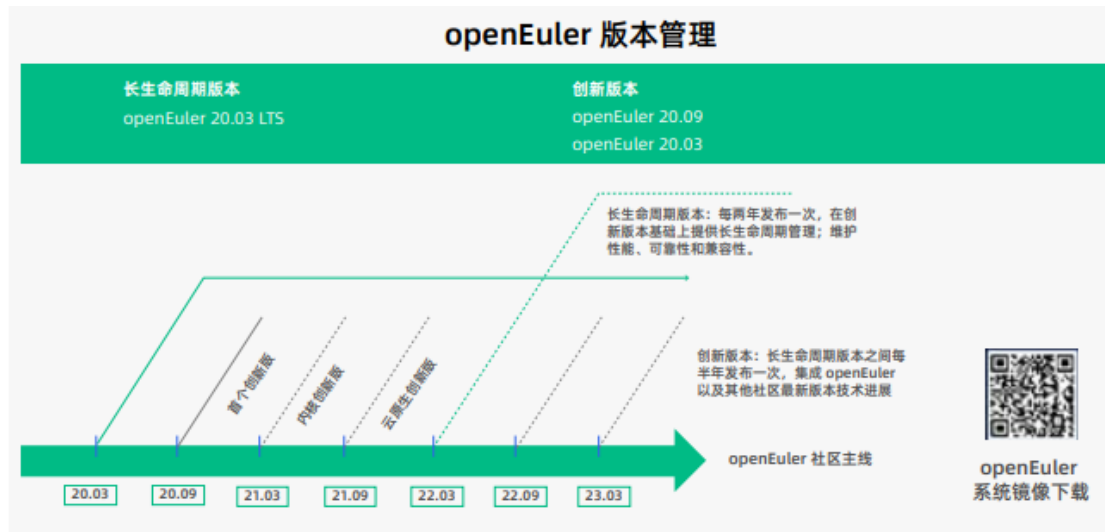 openEuler 版本管理
长生命周期版本
openEuler 20.03 LTS
创新版本
openEuler 20.09
openEuler 20.03
长生命周期版本：每两年发布一次，在创
新版本基础上提供长生命周期管理；维护
性能、可靠性和兼容性。
首个创新版
内核创新版
云原生创新版
创新版本：长生命周期版本之间每
半年发布一次，集成 openEuler
以及其他社区最新版本技术进展
openEuler 社区主线
20.03
20.09
21.03
21.09
22.03
22.09
23.03
openEuler
系统镜像下载